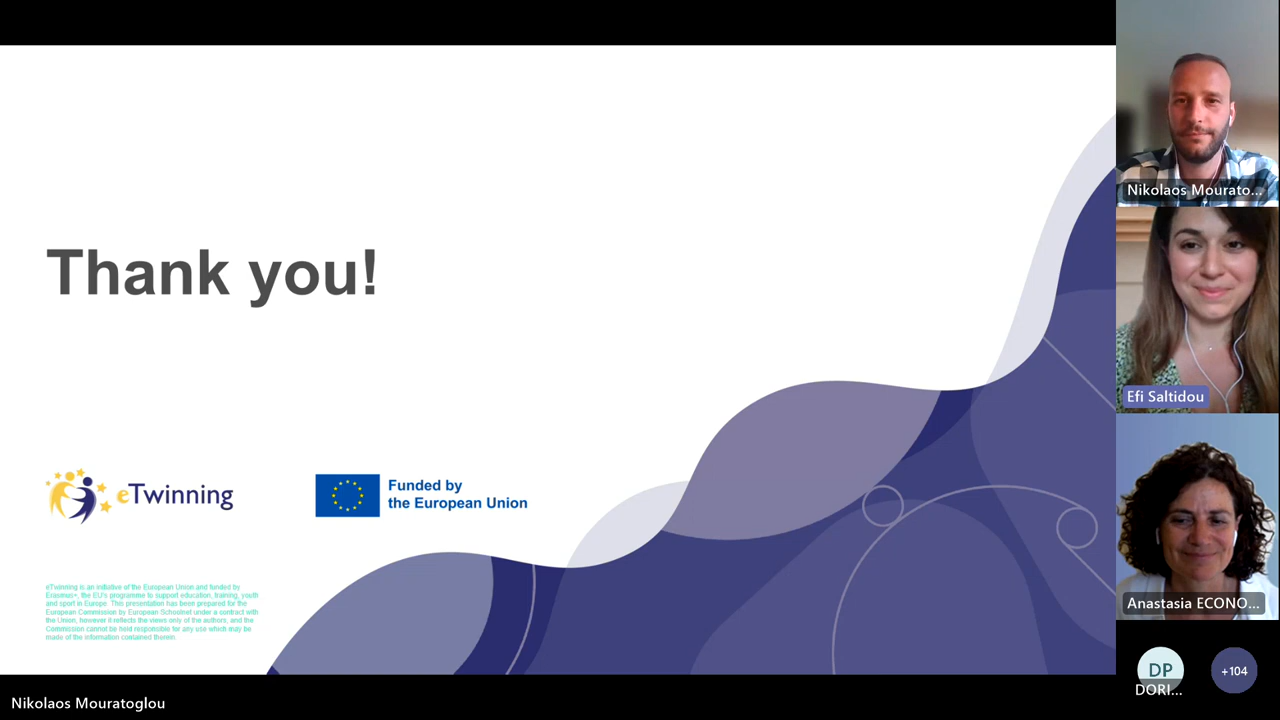 Thank you!
eTwinning
Funded by
the European Union
eTwinning is an initiative of the European Union and funded by
Erasmus+, the EU's programme to support education, training, youth
and sport in Europe. This presentation has been prepared for the
European Commission by European Schoolnet under a contract with
the Union, however it reflects the views only of the authors, and the
Commission cannot be held responsible for any use which may be
made of the information contained therein.
Nikolaos Mourato...
Efi Saltidou
Anastasia ECONO...
DP
DORI...
+104
Nikolaos Mouratoglou